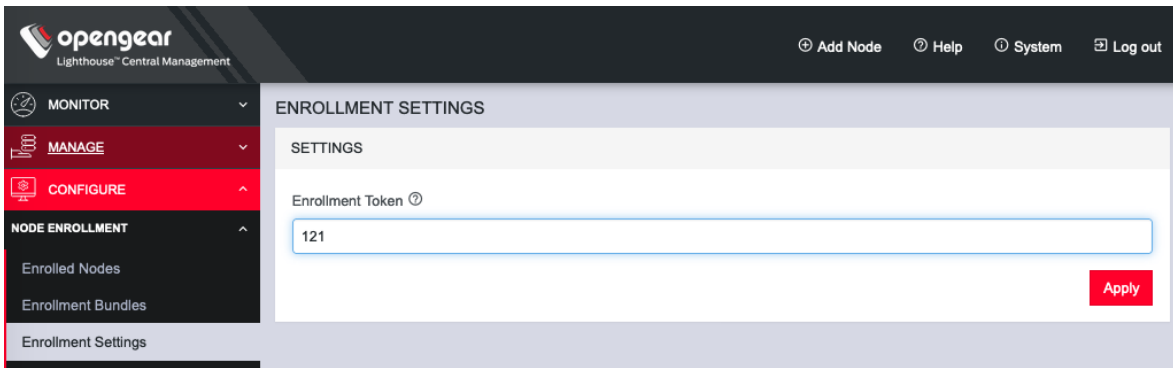 opengear
Lighthouse™ Central Management
Add Node
Help
System
Log out
MONITOR
MANAGE
CONFIGURE
NODE ENROLLMENT
Enrolled Nodes
Enrollment Bundles
Enrollment Settings
ENROLLMENT SETTINGS
SETTINGS
Enrollment Token
121
Apply